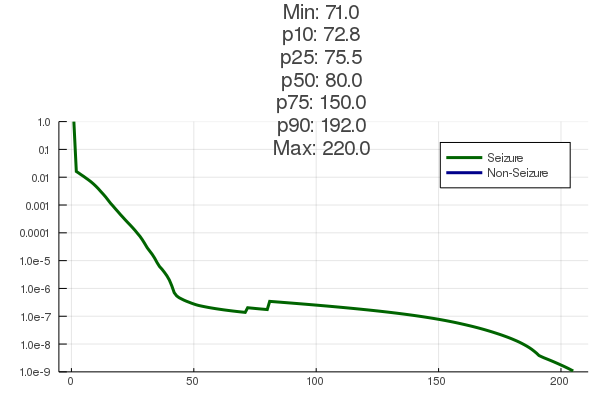 Min: 71.0
p10: 72.8
p25: 75.5
p50: 80.0
p75: 150.0
p90: 192.0
Max: 220.0
1.0
0.1
0.01
0.001
0.0001
1.0e-5
1.0e-6
1.0e-7
1.0e-8
1.0e-9
Seizure
Non-Seizure
0 50 100 150 200